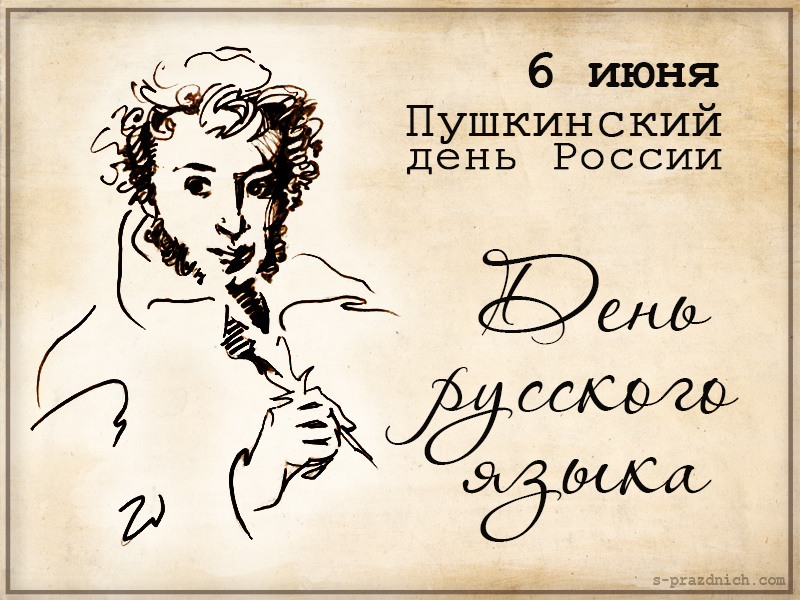 6 июня
Пушкинский
день России
День
русского
языка
s-prazdnich.com